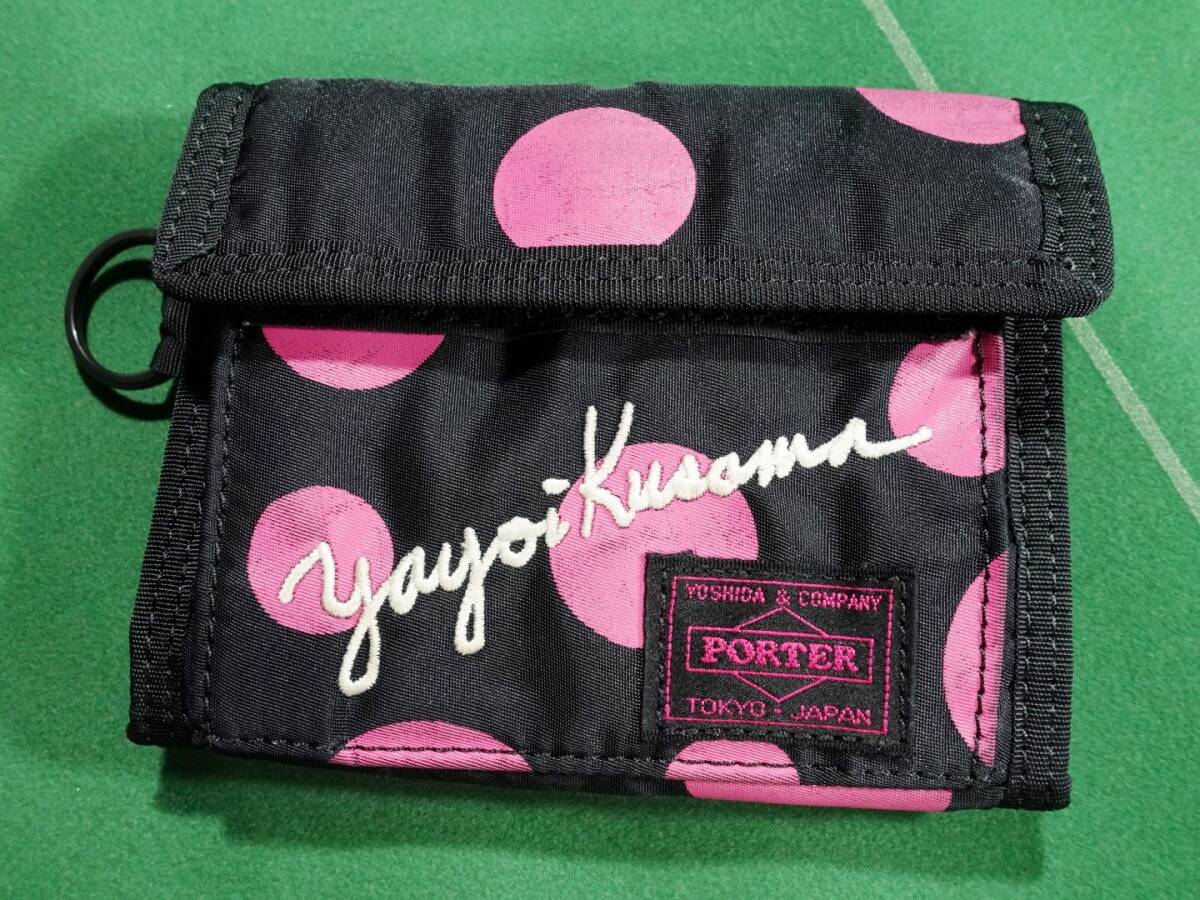 Yayoi Kusama
YOSHIDA & COMPANY
PORTER
TOKYO - JAPAN